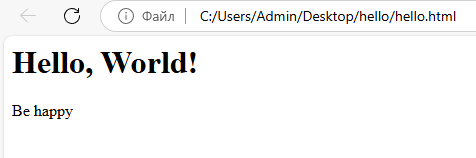 Файл C:/Users/Admin/Desktop/hello/hello.html
Hello, World!
Be happy